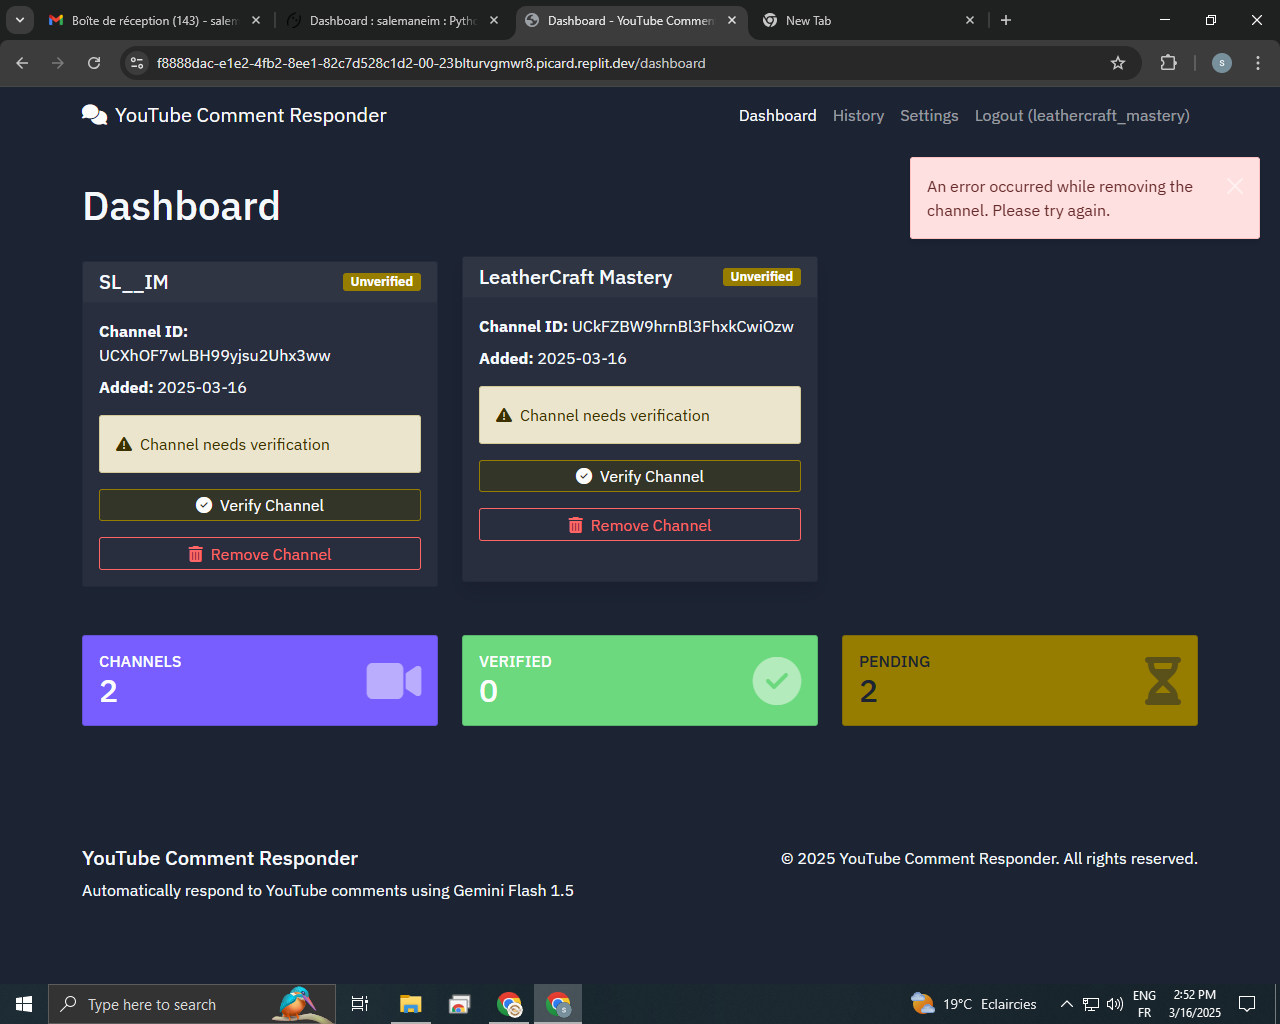 Boîte de réception (143) - salem
Dashboard : salemaneim : Pytho
Dashboard - YouTube Commen
New Tab
f8888dac-e1e2-4fb2-8ee1-82c7d528c1d2-00-23blturvgmwr8.picard.replit.dev/dashboard
S
YouTube Comment Responder
Dashboard
History
Settings
Logout (leathercraft_mastery)
An error occurred while removing the
channel. Please try again.
Dashboard
SL__IM
Unverified
Channel ID:
UCXhOF7wLBH99yjsu2Uhx3ww
Added: 2025-03-16
Channel needs verification
Verify Channel
Remove Channel
LeatherCraft Mastery
Unverified
Channel ID: UCkFZBW9hrnBl3FhxkCwiOzw
Added: 2025-03-16
Channel needs verification
Verify Channel
Remove Channel
CHANNELS
2
VERIFIED
0
PENDING
2
YouTube Comment Responder
Automatically respond to YouTube comments using Gemini Flash 1.5
© 2025 YouTube Comment Responder. All rights reserved.
Type here to search
19°C Eclaircies
ENG
FR
2:52 PM
3/16/2025